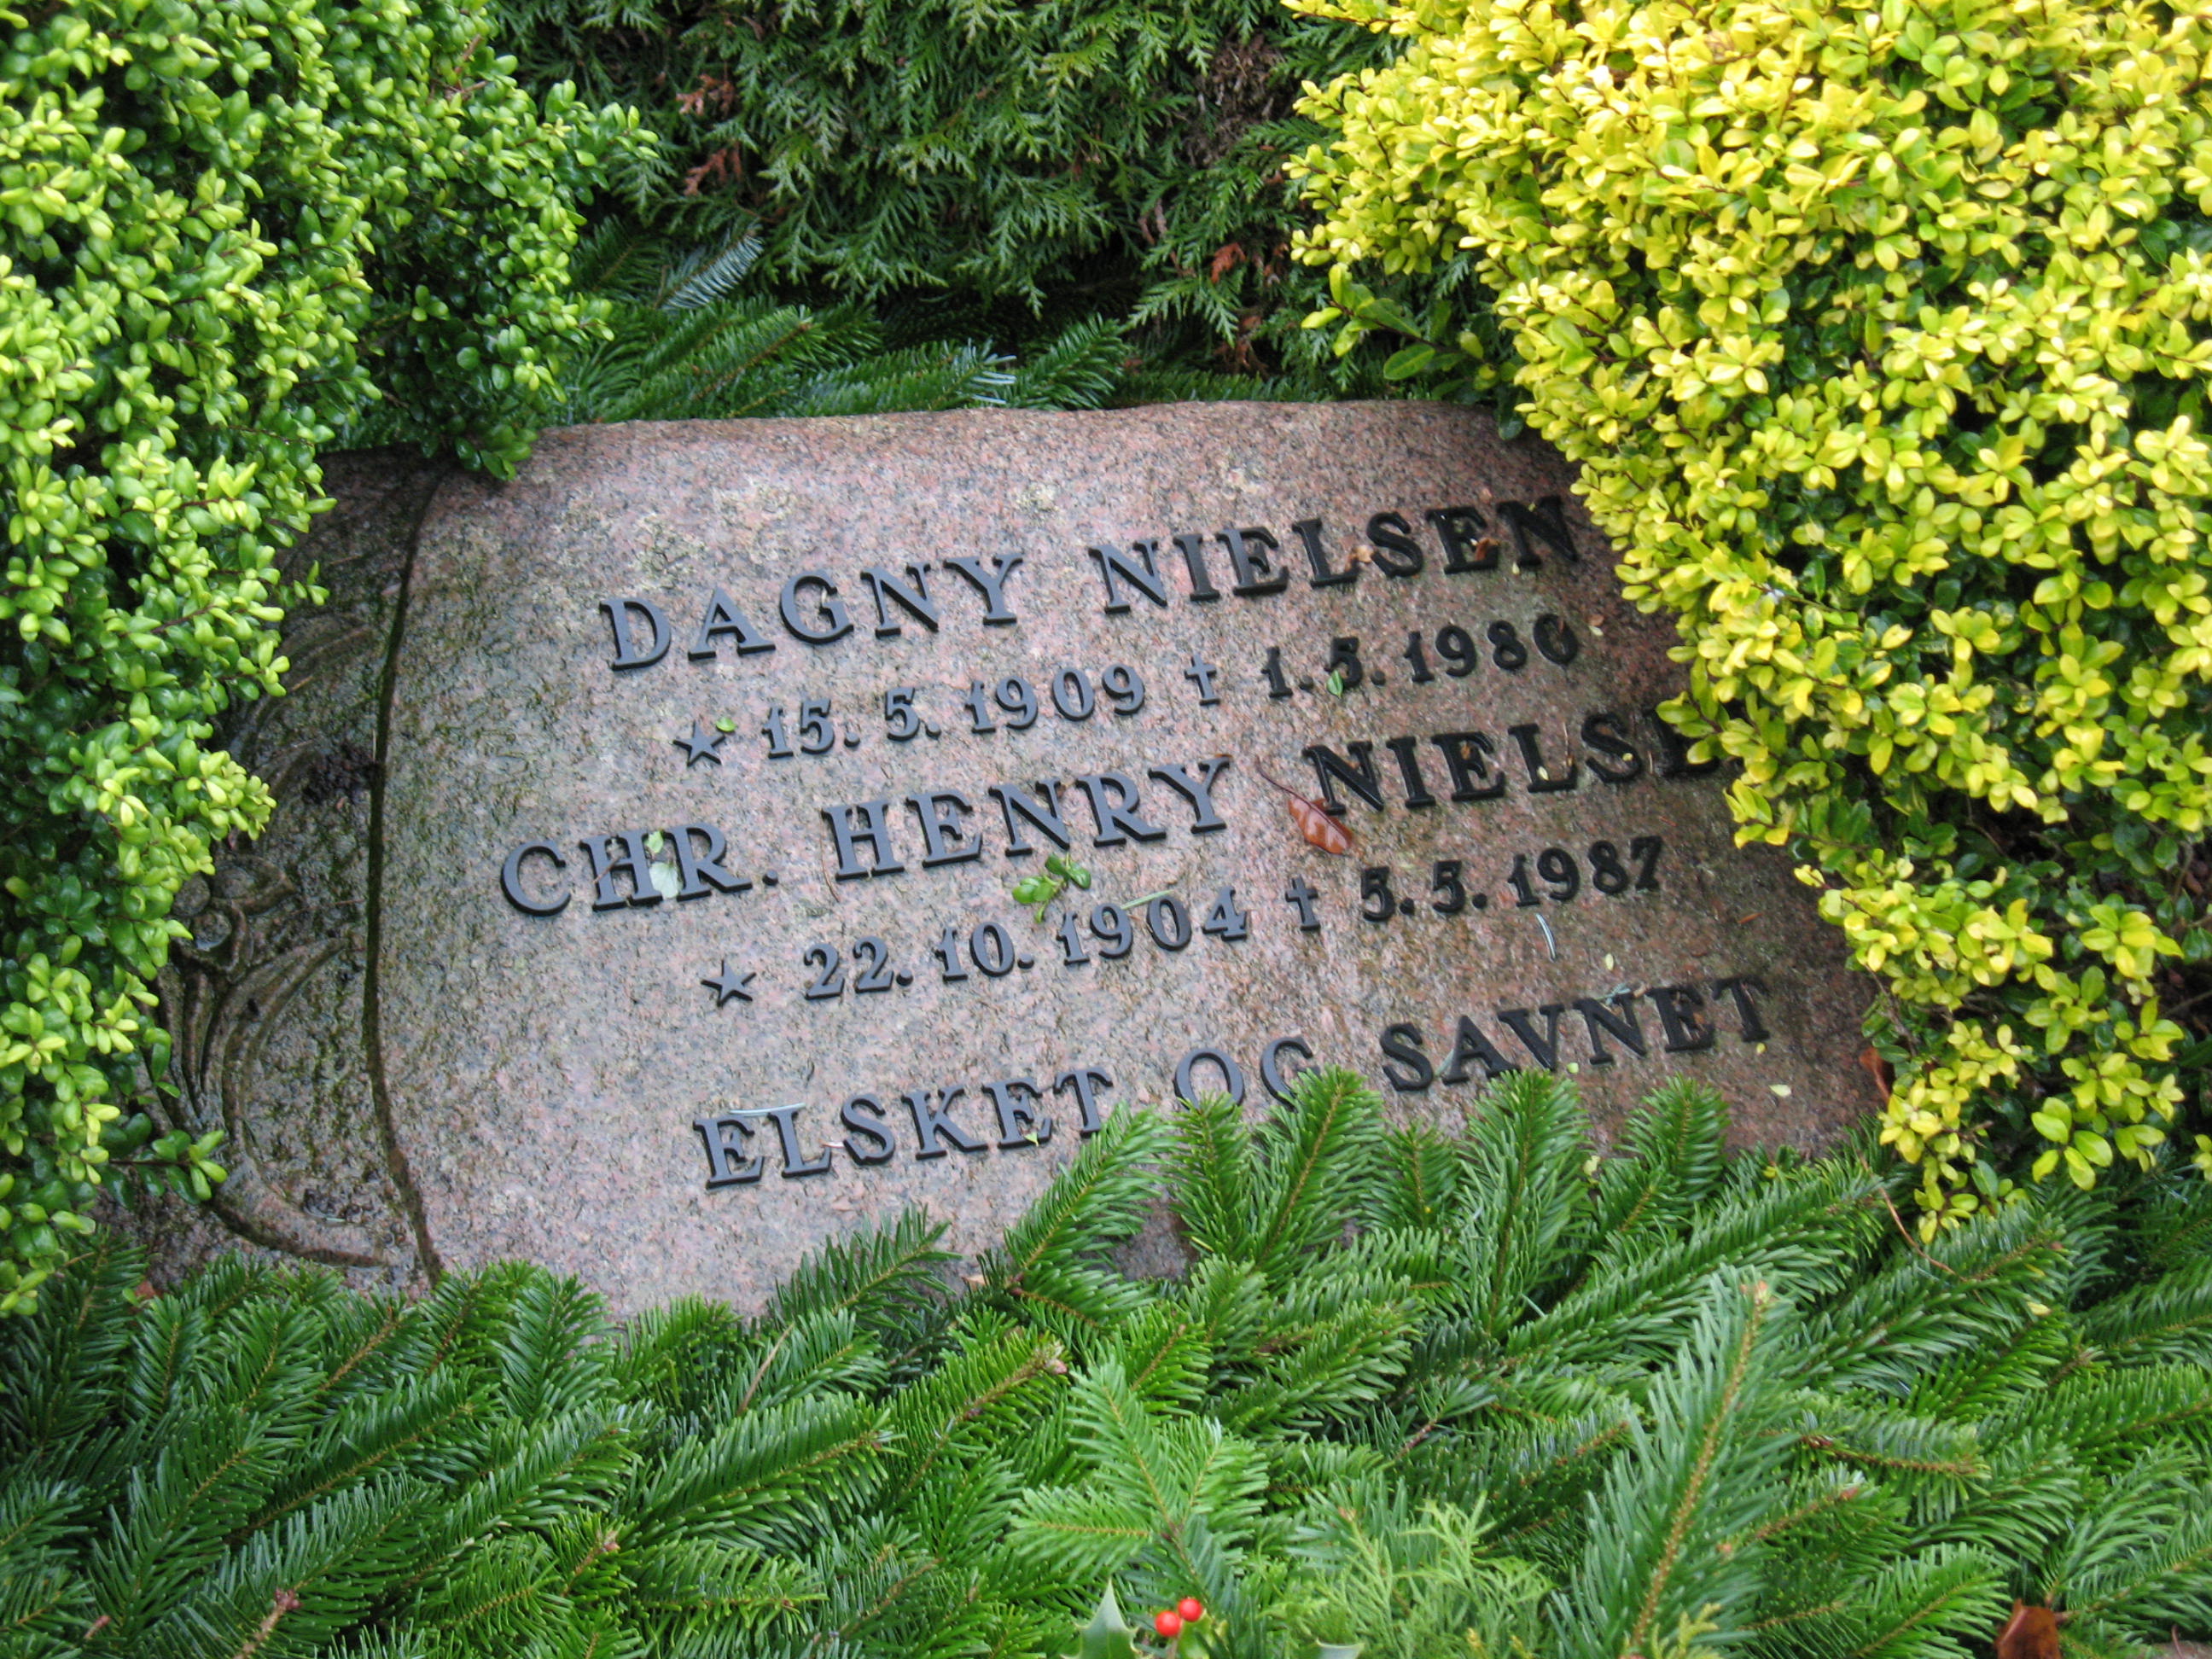 DAGNY NIELSEN
★ 15. 5. 1909 † 1. 5. 1986
CHR. HENRY NIELSE
★ 22. 10. 1904 † 5. 5. 1987
ELSKET OG SAVNET